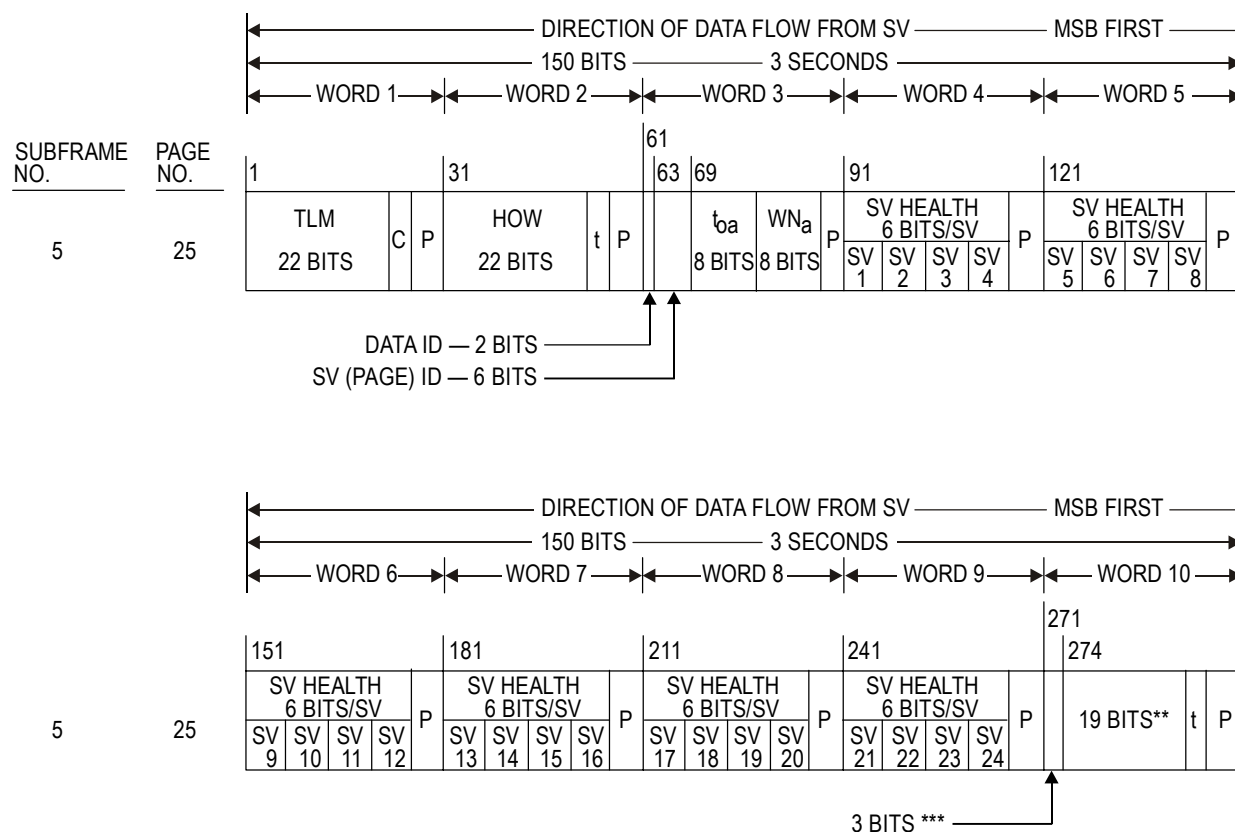 DIRECTION OF DATA FLOW FROM SV MSB FIRST
150 BITS 3 SECONDS
WORD 1 WORD 2 WORD 3 WORD 4 WORD 5
SUBFRAME NO. PAGE NO.
61
1 31 63 69 91 121
5 25
TLM 22 BITS C P
HOW 22 BITS t P
toa 8 BITS WNa 8 BITS P
SV HEALTH 6 BITS/SV P
SV 1 SV 2 SV 3 SV 4
SV HEALTH 6 BITS/SV P
SV 5 SV 6 SV 7 SV 8
DATA ID — 2 BITS
SV (PAGE) ID — 6 BITS
DIRECTION OF DATA FLOW FROM SV MSB FIRST
150 BITS 3 SECONDS
WORD 6 WORD 7 WORD 8 WORD 9 WORD 10
271
151 181 211 241 274
5 25
SV HEALTH 6 BITS/SV P
SV 9 SV 10 SV 11 SV 12
SV HEALTH 6 BITS/SV P
SV 13 SV 14 SV 15 SV 16
SV HEALTH 6 BITS/SV P
SV 17 SV 18 SV 19 SV 20
SV HEALTH 6 BITS/SV P
SV 21 SV 22 SV 23 SV 24
19 BITS** t P
3 BITS ***